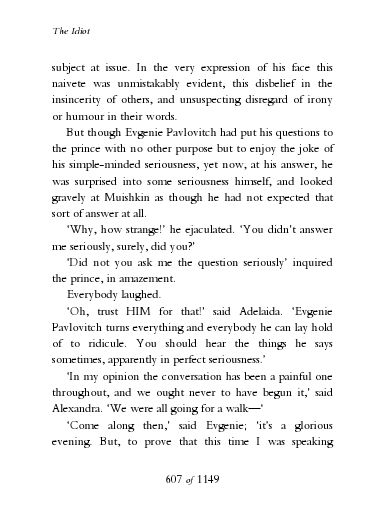 The Idiot
subject at issue. In the very expression of his face this
naivete was unmistakably evident, this disbelief in the
insincerity of others, and unsuspecting disregard of irony
or humour in their words.
But though Evgenie Pavlovitch had put his questions to
the prince with no other purpose but to enjoy the joke of
his simple-minded seriousness, yet now, at his answer, he
was surprised into some seriousness himself, and looked
gravely at Muishkin as though he had not expected that
sort of answer at all.
‘Why, how strange!’ he ejaculated. ‘You didn’t answer
me seriously, surely, did you?’
‘Did not you ask me the question seriously’ inquired
the prince, in amazement.
Everybody laughed.
‘Oh, trust HIM for that!’ said Adelaida. ‘Evgenie
Pavlovitch turns everything and everybody he can lay hold
of to ridicule. You should hear the things he says
sometimes, apparently in perfect seriousness.’
‘In my opinion the conversation has been a painful one
throughout, and we ought never to have begun it,’ said
Alexandra. ‘We were all going for a walk—‘
‘Come along then,’ said Evgenie; ‘it’s a glorious
evening. But, to prove that this time I was speaking
607 of 1149